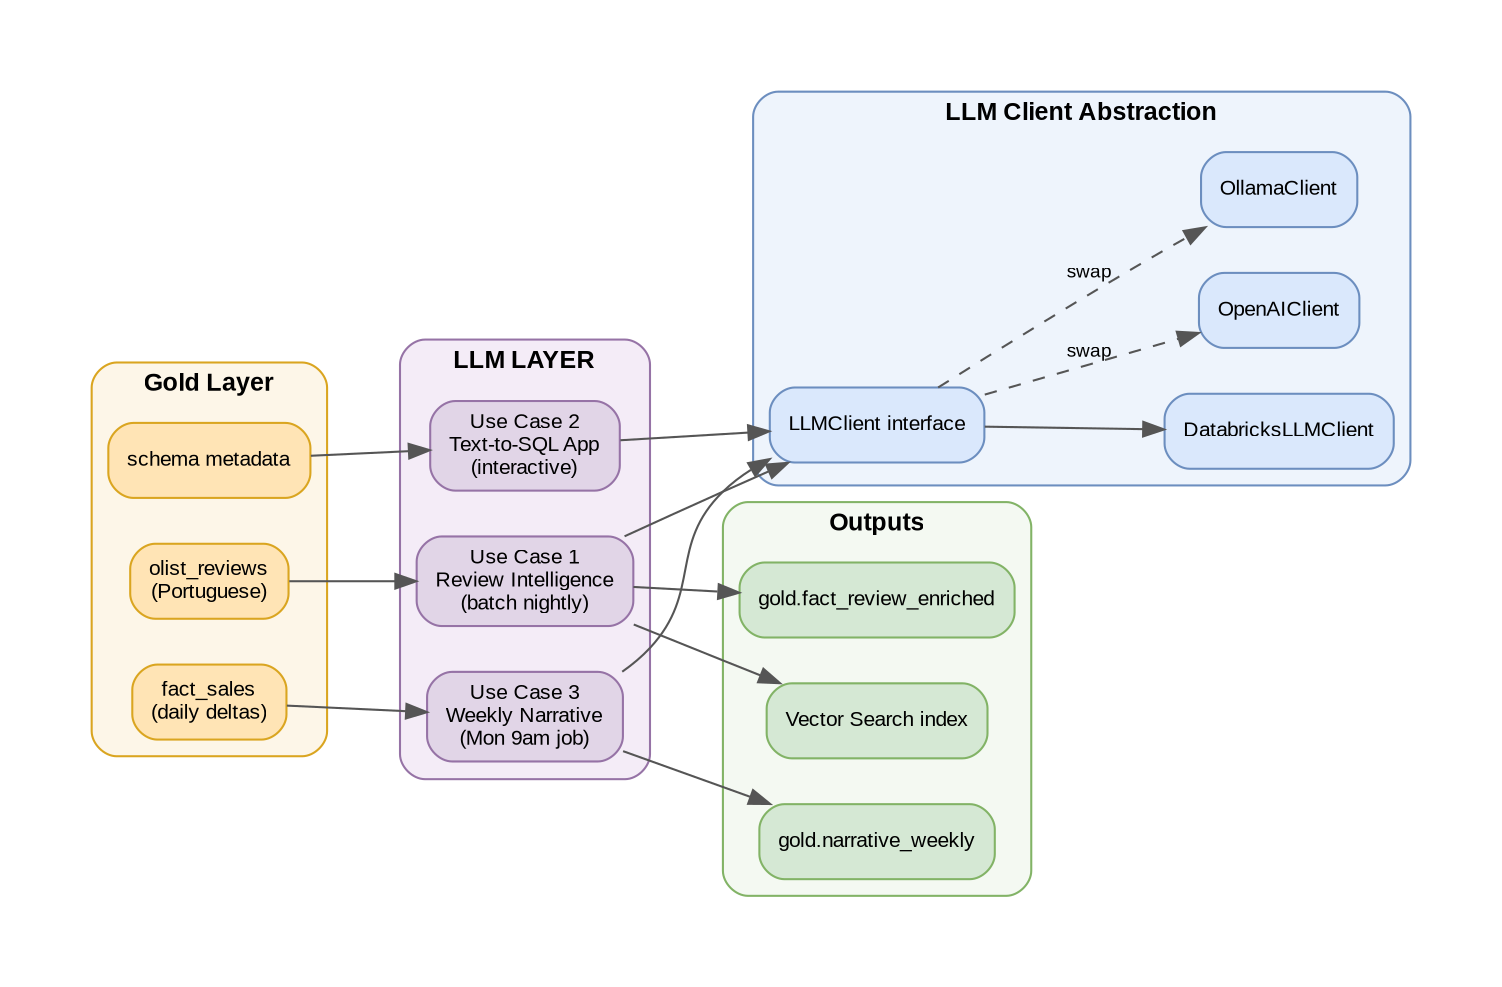 Gold Layer
schema metadata
olist_reviews
(Portuguese)
fact_sales
(daily deltas)
LLM LAYER
Use Case 2
Text-to-SQL App
(interactive)
Use Case 1
Review Intelligence
(batch nightly)
Use Case 3
Weekly Narrative
(Mon 9am job)
LLM Client Abstraction
OllamaClient
swap
OpenAIClient
swap
LLMClient interface
DatabricksLLMClient
Outputs
gold.fact_review_enriched
Vector Search index
gold.narrative_weekly